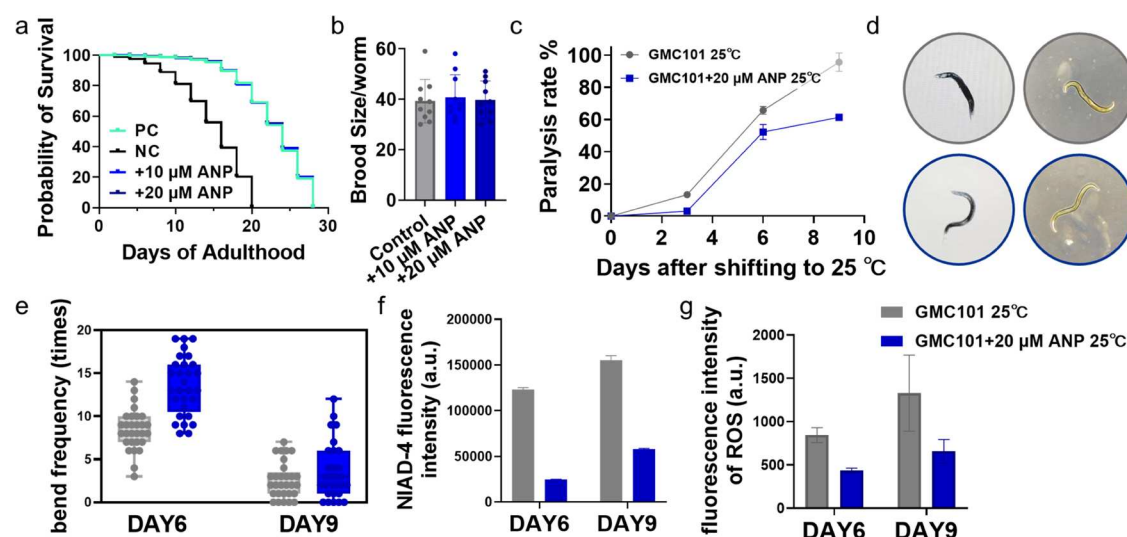 a
Probability of Survival
100
80
60
40
20
0
PC
NC
+10 μM ANP
+20 μM ANP
0 10 20 30
Days of Adulthood
b
Brood Size/worm
80
60
40
20
0
Control
+10 μM ANP
+20 μM ANP
c
Paralysis rate %
100
80
60
40
20
0
GMC101 25℃
GMC101+20 μM ANP 25℃
0 2 4 6 8 10
Days after shifting to 25 ℃
d
e
bend frequency (times)
20
15
10
5
0
DAY6 DAY9
f
NIAD-4 fluorescence
intensity (a.u.)
200000
150000
100000
50000
0
DAY6 DAY9
g
GMC101 25℃
GMC101+20 μM ANP 25℃
fluorescence intensity
of ROS (a.u.)
2000
1500
1000
500
0
DAY6 DAY9